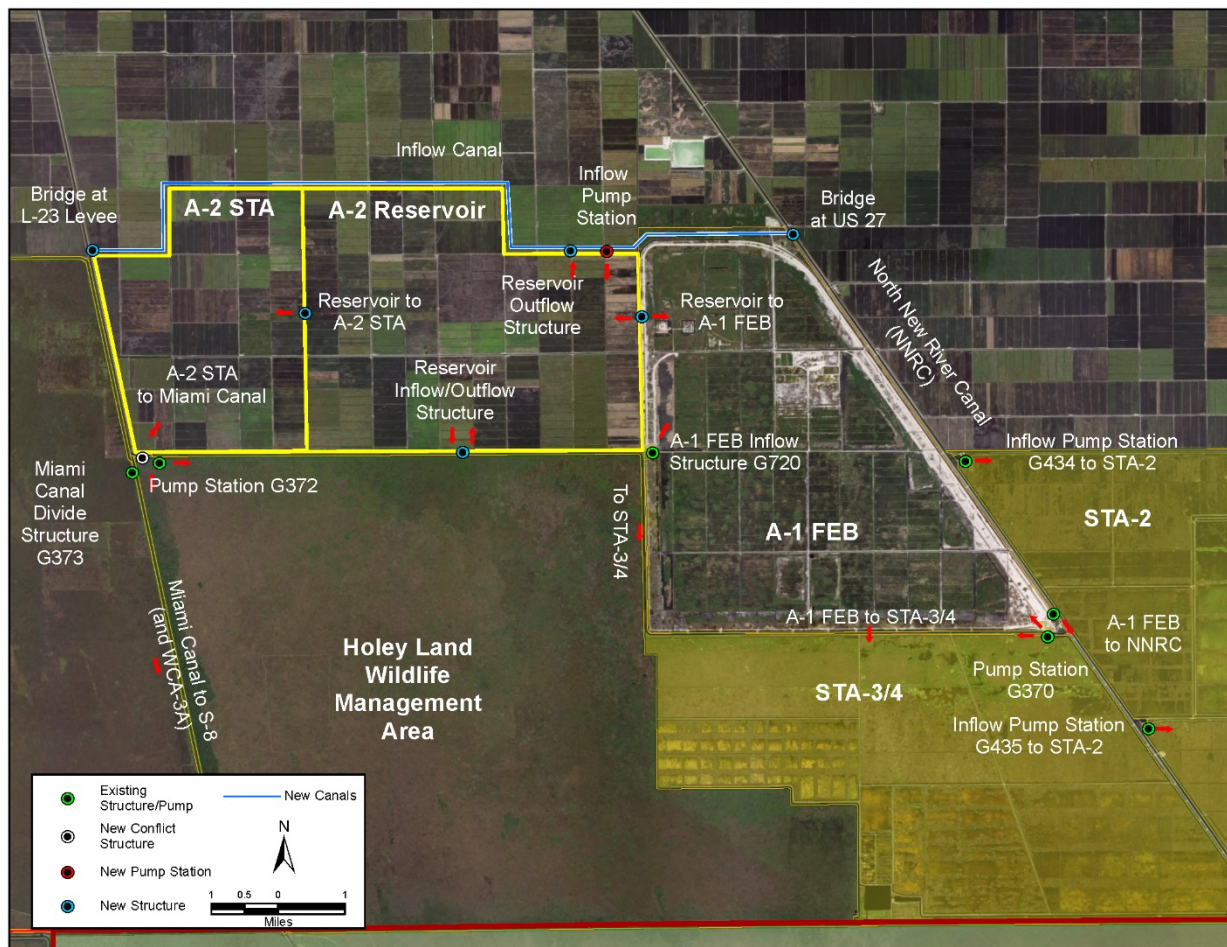 Inflow Canal
Inflow
Pump
Station
Bridge at
L-23 Levee
A-2 STA
A-2 Reservoir
Bridge
at US 27
Reservoir to
A-2 STA
Reservoir
Outflow
Structure
Reservoir to
A-1 FEB
North New River Canal
(NNRC)
A-2 STA
to Miami Canal
Reservoir
Inflow/Outflow
Structure
A-1 FEB Inflow
Structure G720
Inflow Pump Station
G434 to STA-2
Miami
Canal
Divide
Structure
G373
Pump Station G372
To STA-3/4
A-1 FEB
STA-2
Miami Canal to S-8
(and WCA-3A)
Holey Land
Wildlife
Management
Area
A-1 FEB to STA-3/4
A-1 FEB
to NNRC
Pump Station
G370
STA-3/4
Inflow Pump Station
G435 to STA-2
Existing
Structure/Pump
New Canals
New Conflict
Structure
N
New Pump Station
New Structure
1 0.5 0 1
Miles